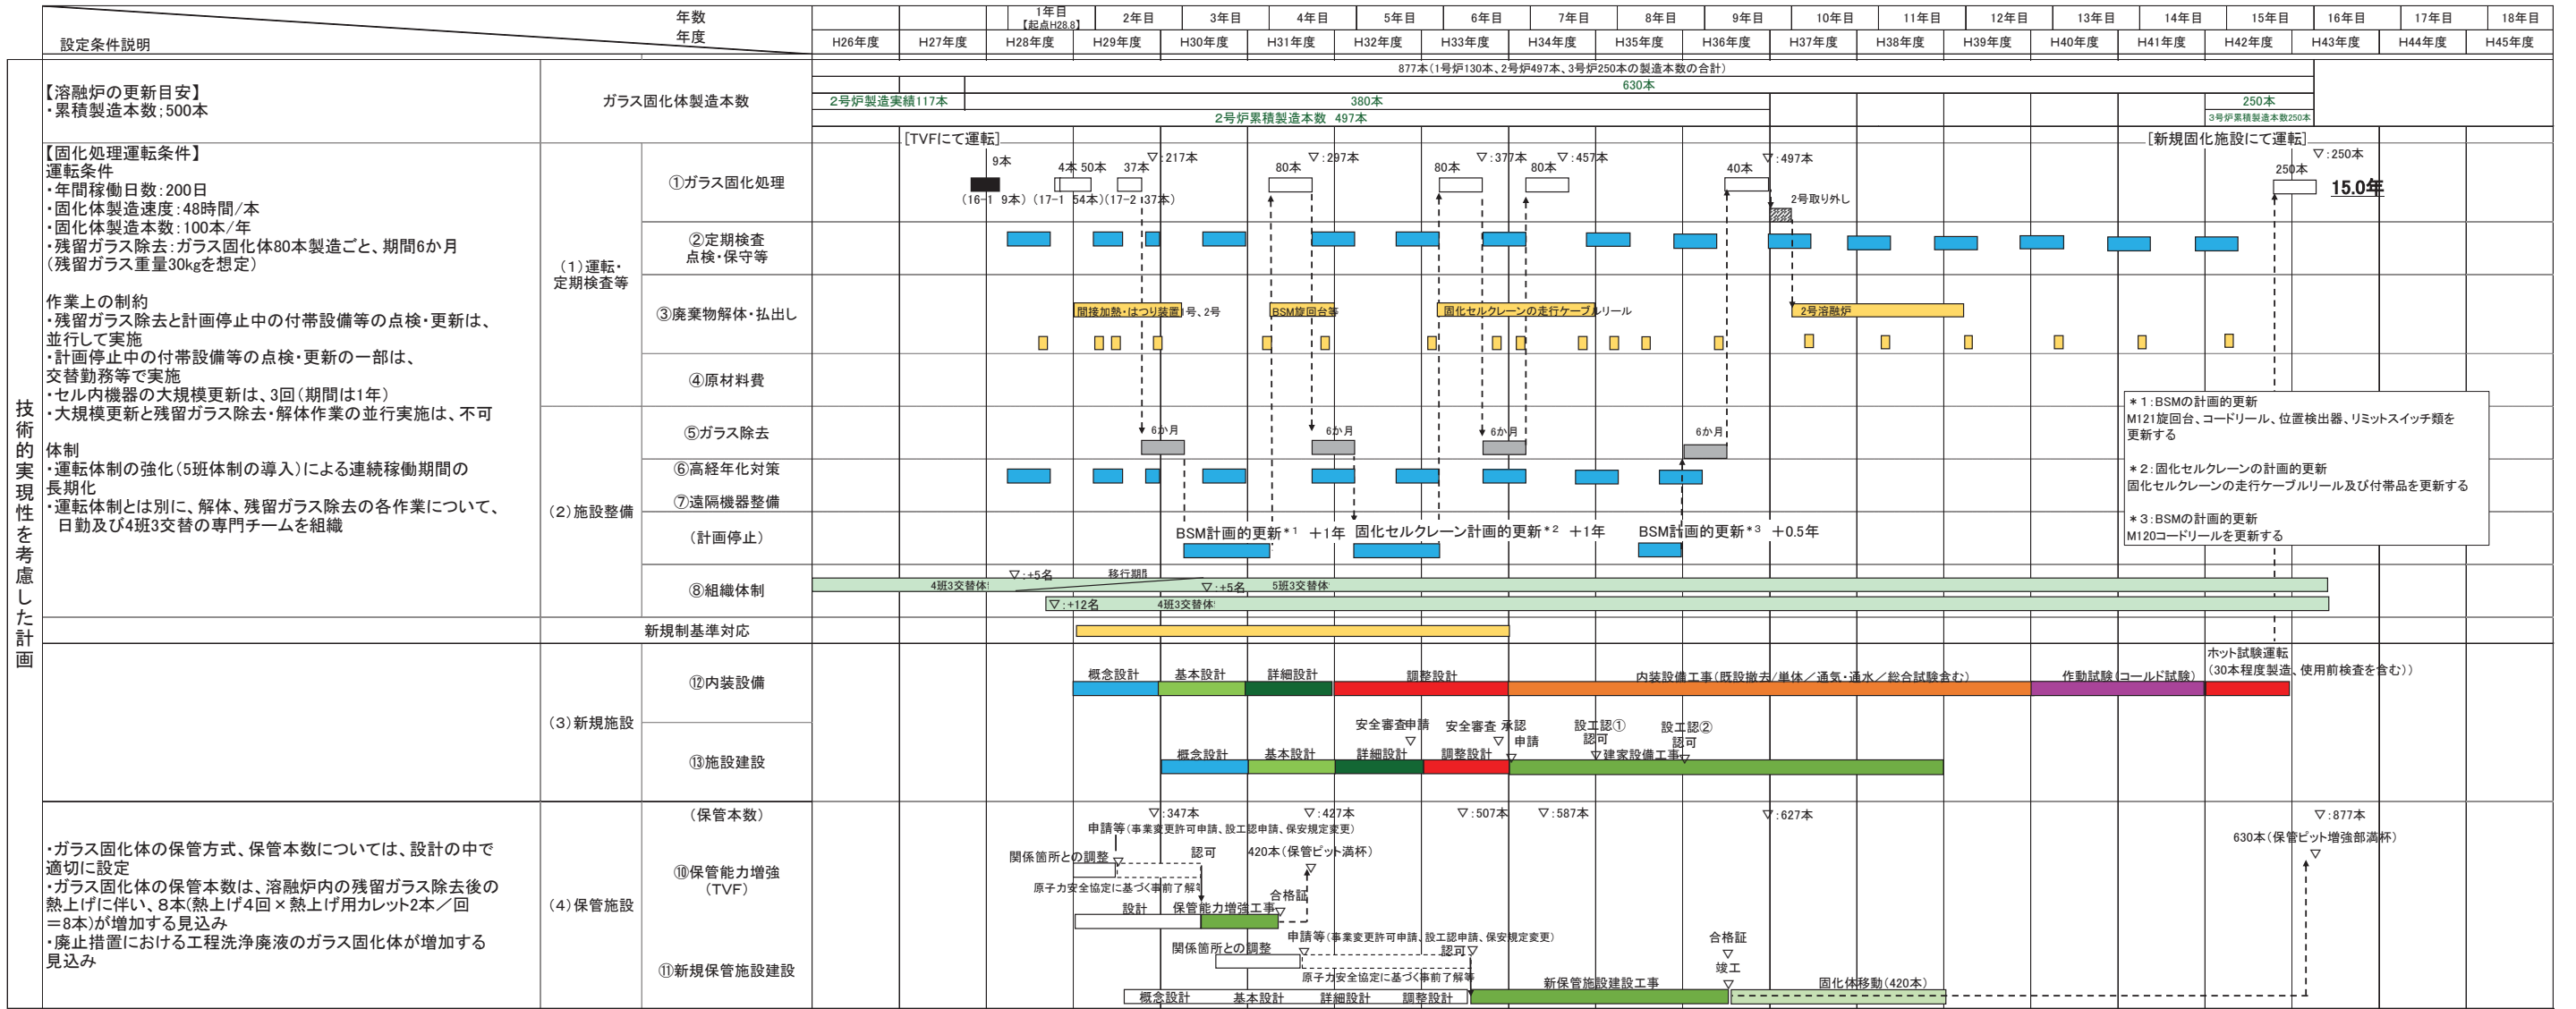 年数
年度
設定条件説明
1年目
【起点H28.8】
2年目 3年目 4年目 5年目 6年目 7年目 8年目 9年目 10年目 11年目 12年目 13年目 14年目 15年目 16年目 17年目 18年目
H26年度 H27年度 H28年度 H29年度 H30年度 H31年度 H32年度 H33年度 H34年度 H35年度 H36年度 H37年度 H38年度 H39年度 H40年度 H41年度 H42年度 H43年度 H44年度 H45年度
技術的実現性を考慮した計画
【溶融炉の更新目安】
・累積製造本数;500本
ガラス固化体製造本数
877本(1号炉130本、2号炉497本、3号炉250本の製造本数の合計)
630本
2号炉製造実績117本
380本
250本
2号炉累積製造本数 497本
3号炉累積製造本数250本
【固化処理運転条件】
運転条件
・年間稼働日数:200日
・固化体製造速度:48時間/本
・固化体製造本数:100本/年
・残留ガラス除去:ガラス固化体80本製造ごと、期間6か月
(残留ガラス重量30kgを想定)
作業上の制約
・残留ガラス除去と計画停止中の付帯設備等の点検・更新は、
並行して実施
・計画停止中の付帯設備等の点検・更新の一部は、
交替勤務等で実施
・セル内機器の大規模更新は、3回(期間は1年)
・大規模更新と残留ガラス除去・解体作業の並行実施は、不可
体制
・運転体制の強化(5班体制の導入)による連続稼働期間の
長期化
・運転体制とは別に、解体、残留ガラス除去の各作業について、
日勤及び4班3交替の専門チームを組織
(1)運転・
定期検査等
①ガラス固化処理
[TVFにて運転]
[新規固化施設にて運転]
9本
4本 50本
37本
▽:217本
80本
▽:297本
80本
▽:377本
80本
▽:457本
40本
▽:497本
250本
▽:250本
15.0年
(16-1 9本)
(17-1 54本)
(17-2 37本)
2号取り外し
②定期検査
点検・保守等
③廃棄物解体・払出し
間接加熱・はつり装置1号、2号
BSM旋回台等
固化セルクレーンの走行ケーブルリール
2号溶融炉
④原材料費
(2)施設整備
⑤ガラス除去
6か月
6か月
6か月
6か月
⑥高経年化対策
⑦遠隔機器整備
(計画停止)
BSM計画的更新*1 +1年
固化セルクレーン計画的更新*2 +1年
BSM計画的更新*3 +0.5年
*1:BSMの計画的更新
M121旋回台、コードリール、位置検出器、リミットスイッチ類を
更新する
*2:固化セルクレーンの計画的更新
固化セルクレーンの走行ケーブルリール及び付帯品を更新する
*3:BSMの計画的更新
M120コードリールを更新する
⑧組織体制
4班3交替体
▽:+5名
移行期
▽:+5名
5班3交替体
▽:+12名
4班3交替体
新規制基準対応
(3)新規施設
⑫内装設備
概念設計
基本設計
詳細設計
調整設計
内装設備工事(既設撤去/単体/通気・通水/総合試験含む)
作動試験(コールド試験)
ホット試験運転
(30本程度製造、使用前検査を含む))
⑬施設建設
概念設計
基本設計
詳細設計
調整設計
安全審査申請
▽
安全審査 承認
▽
申請
▽
設工認①
認可
▽
建家設備工事
設工認②
認可
▽
・ガラス固化体の保管方式、保管本数については、設計の中で
適切に設定
・ガラス固化体の保管本数は、溶融炉内の残留ガラス除去後の
熱上げに伴い、8本(熱上げ4回×熱上げ用カレット2本/回
=8本)が増加する見込み
・廃止措置における工程洗浄廃液のガラス固化体が増加する
見込み
(4)保管施設
(保管本数)
▽:347本
▽:427本
▽:507本
▽:587本
▽:627本
▽:877本
⑩保管能力増強
(TVF)
申請等(事業変更許可申請、設工認申請、保安規定変更)
関係箇所との調整
▽
認可
420本(保管ピット満杯)
▽
630本(保管ピット増強部満杯)
▽
原子力安全協定に基づく事前了解等
設計
保管能力増強工事
合格証
▽
⑪新規保管施設建設
関係箇所との調整
申請等(事業変更許可申請、設工認申請、保安規定変更)
▽
認可▽
原子力安全協定に基づく事前了解等
概念設計
基本設計
詳細設計
調整設計
新保管施設建設工事
合格証
▽
竣工
▽
固化体移動(420本)